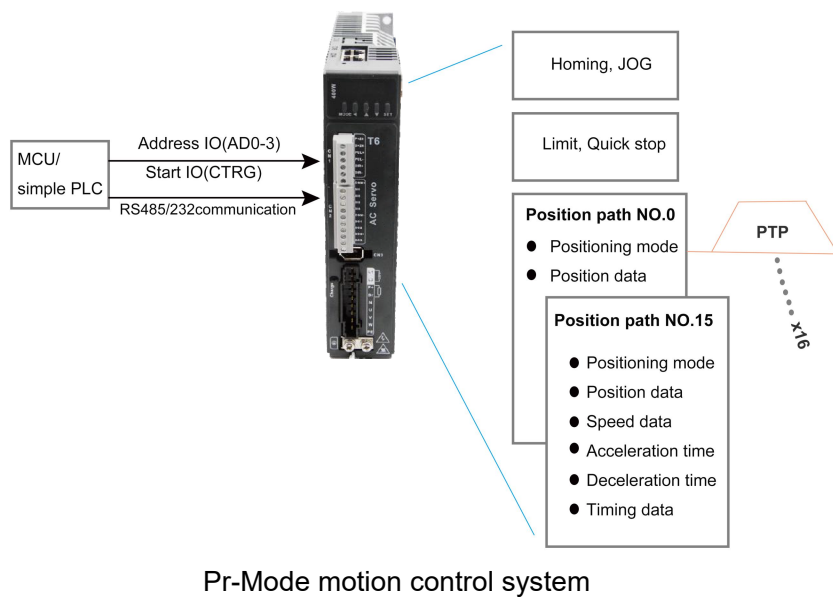 MCU/
simple PLC
Address IO(AD0-3)
Start IO(CTRG)
RS485/232communication
400W
T6
AC Servo
Charge
Homing, JOG
Limit, Quick stop
Position path NO.0
● Positioning mode
● Position data
PTP
x16
Position path NO.15
● Positioning mode
● Position data
● Speed data
● Acceleration time
● Deceleration time
● Timing data
Pr-Mode motion control system